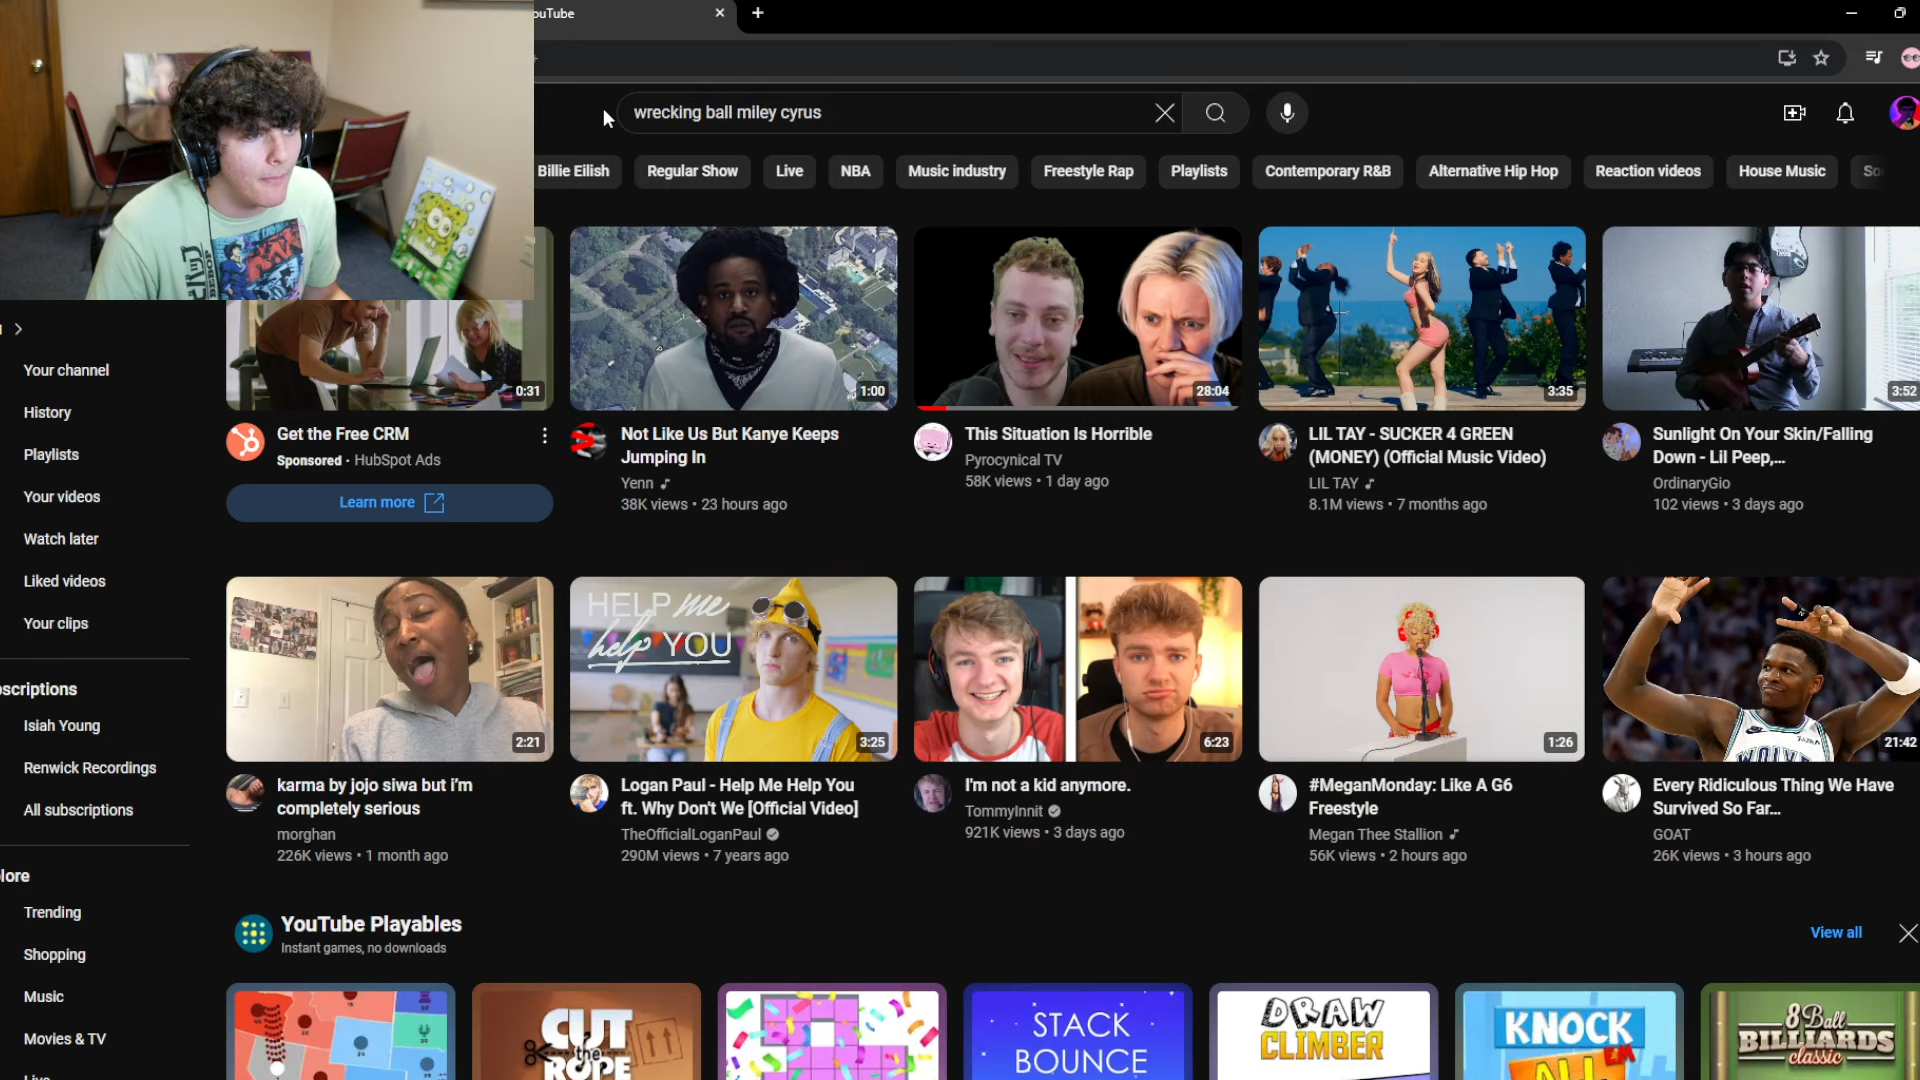 ouTube
wrecking ball miley cyrus
Billie Eilish
Regular Show
Live
NBA
Music industry
Freestyle Rap
Playlists
Contemporary R&B
Alternative Hip Hop
Reaction videos
House Music
So
BEBOP
0:31
1:00
28:04
3:35
3:52
Get the Free CRM
Sponsored · HubSpot Ads
Learn more
Not Like Us But Kanye Keeps
Jumping In
Yenn
38K views • 23 hours ago
This Situation Is Horrible
Pyrocynical TV
58K views • 1 day ago
LIL TAY - SUCKER 4 GREEN
(MONEY) (Official Music Video)
LIL TAY
8.1M views • 7 months ago
Sunlight On Your Skin/Falling
Down - Lil Peep,...
OrdinaryGio
102 views • 3 days ago
Your channel
History
Playlists
Your videos
Watch later
Liked videos
Your clips
bscriptions
Isiah Young
Renwick Recordings
All subscriptions
lore
Trending
Shopping
Music
Movies & TV
Live
HELP me
help YOU
WOLV
2:21
3:25
6:23
1:26
21:42
karma by jojo siwa but i'm
completely serious
morghan
226K views • 1 month ago
Logan Paul - Help Me Help You
ft. Why Don't We [Official Video]
TheOfficialLoganPaul
290M views • 7 years ago
I'm not a kid anymore.
TommyInnit
921K views • 3 days ago
#MeganMonday: Like A G6
Freestyle
Megan Thee Stallion
56K views • 2 hours ago
Every Ridiculous Thing We Have
Survived So Far...
GOAT
26K views • 3 hours ago
YouTube Playables
Instant games, no downloads
View all
CUT
the
ROPE
STACK
BOUNCE
DRAW
CLIMBER
KNOCK
ALL
8 Ball
BILLIARDS
classic